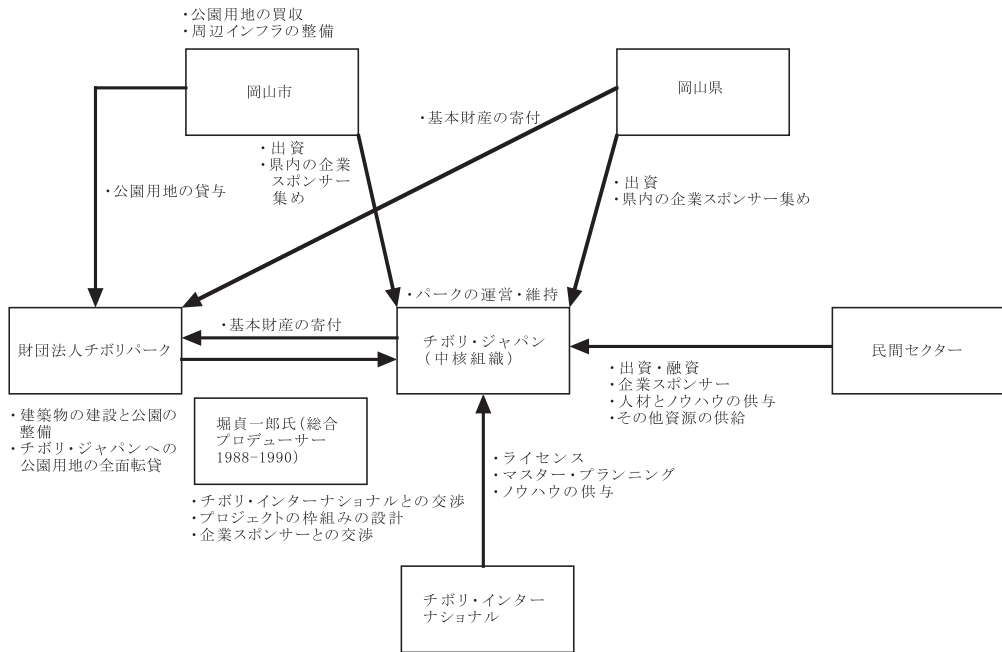 ・公園用地の買収
・周辺インフラの整備
岡山市
岡山県
・基本財産の寄付
・出資
・県内の企業
スポンサー
集め
・公園用地の貸与
・出資
・県内の企業スポンサー集め
・パークの運営・維持
・基本財産の寄付
財団法人チボリパーク
チボリ・ジャパン
（中核組織）
民間セクター
・出資・融資
・企業スポンサー
・人材とノウハウの供与
・その他資源の供給
・建築物の建設と公園の
整備
・チボリ・ジャパンへの
公園用地の全面転貸
堀貞一郎氏（総合
プロデューサー
1988-1990）
・ライセンス
・マスター・プランニング
・ノウハウの供与
・チボリ・インターナショナルとの交渉
・プロジェクトの枠組みの設計
・企業スポンサーとの交渉
チボリ・インター
ナショナル